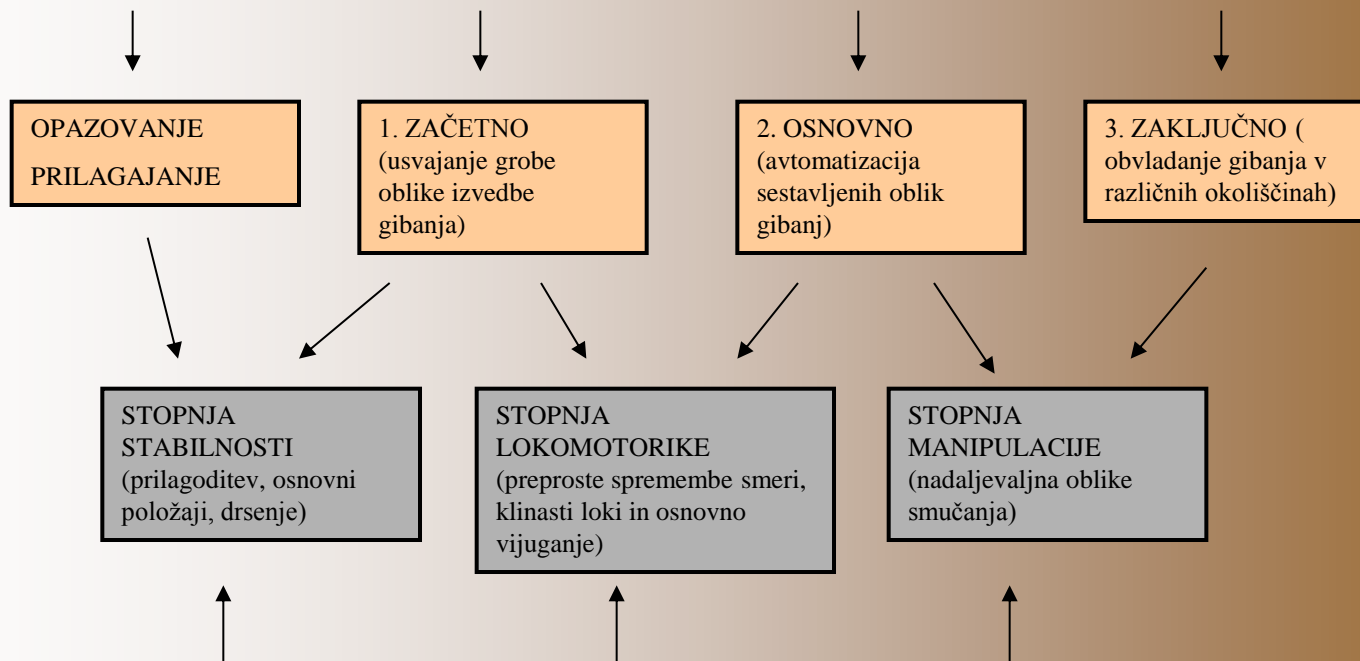 OPAZOVANJE
PRILAGAJANJE
1. ZAČETNO
(usvajanje grobe
oblike izvedbe
gibanja)
2. OSNOVNO
(avtomatizacija
sestavljenih oblik
gibanj)
3. ZAKLJUČNO (
obvladanje gibanja v
različnih okoliščinah)
STOPNJA
STABILNOSTI
(prilagoditev, osnovni
položaji, drsenje)
STOPNJA
LOKOMOTORIKE
(preproste spremembe smeri,
klinasti loki in osnovno
vijuganje)
STOPNJA
MANIPULACIJE
(nadaljevaljna oblike
smučanja)